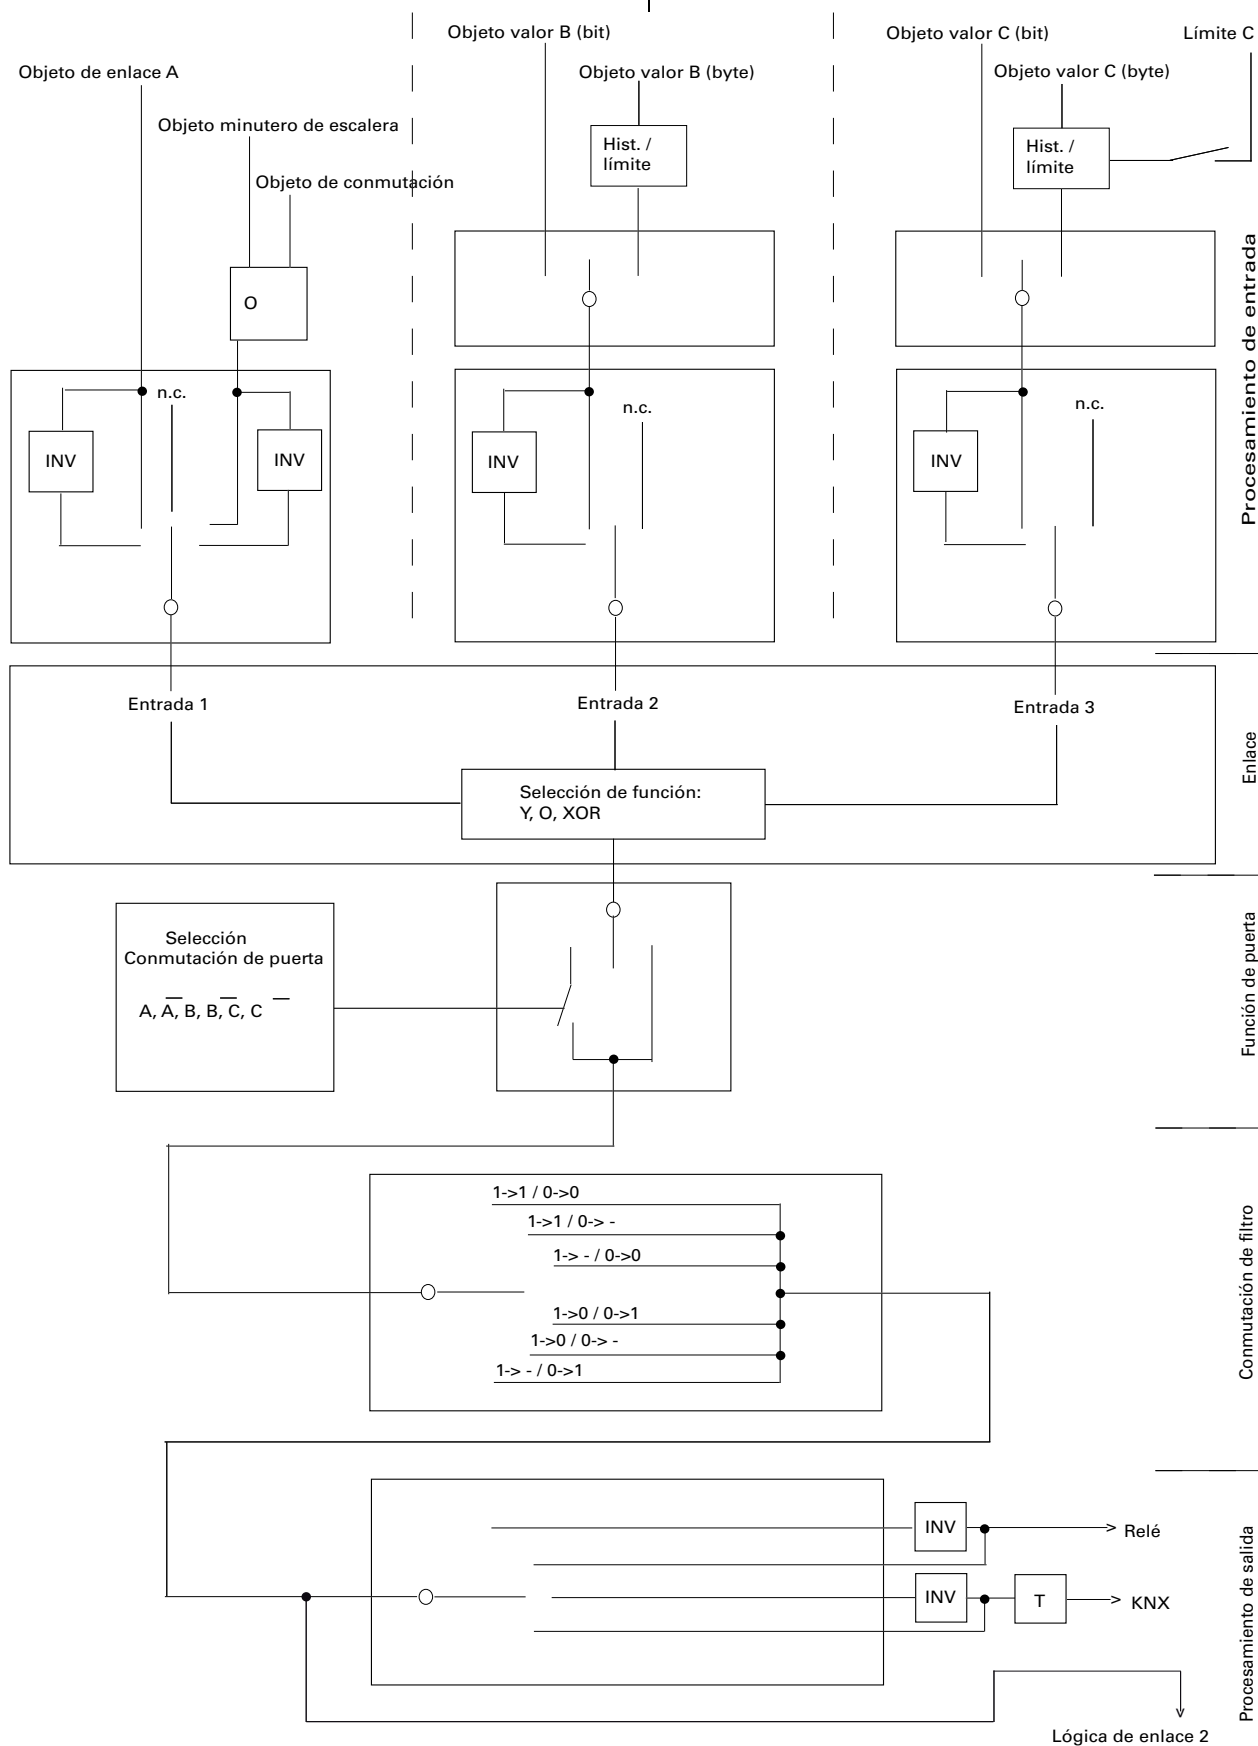 Objeto valor B (bit)
Objeto valor C (bit)
Límite C
Objeto de enlace A
Objeto valor B (byte)
Objeto valor C (byte)
Objeto minutero de escalera
Hist. /
límite
Hist. /
límite
Objeto de conmutación
O
Procesamiento de entrada
n.c.
n.c.
n.c.
INV
INV
INV
INV
Entrada 1
Entrada 2
Entrada 3
Enlace
Selección de función:
Y, O, XOR
Selección
Conmutación de puerta
A, A, B, B, C, C
Función de puerta
1->1 / 0->0
1->1 / 0-> -
1-> - / 0->0
1->0 / 0->1
1->0 / 0-> -
1-> - / 0->1
Conmutación de filtro
INV
Relé
INV
T
KNX
Procesamiento de salida
Lógica de enlace 2